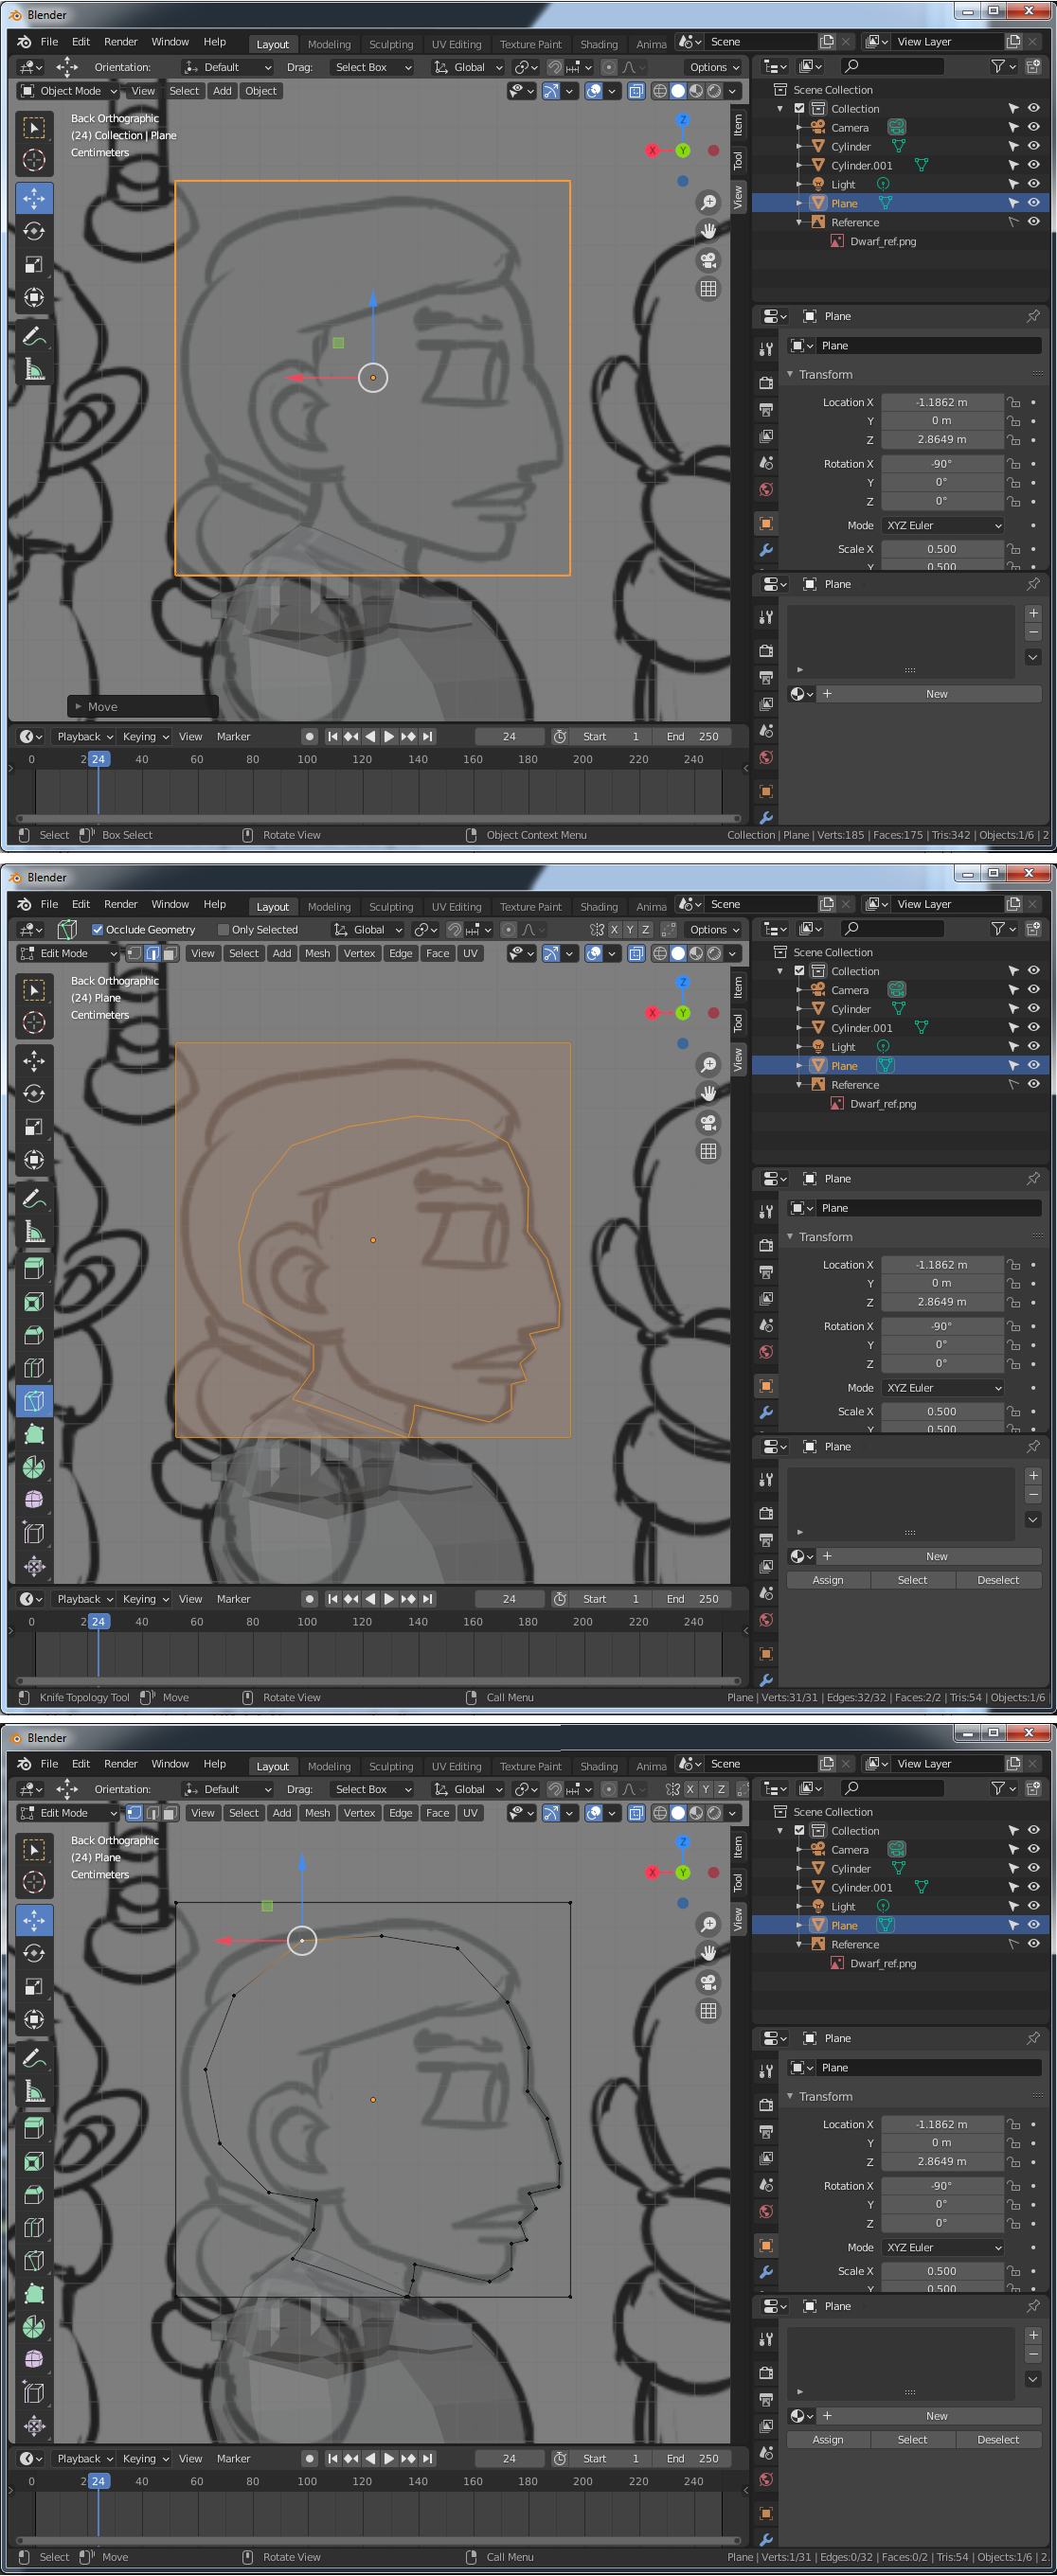 Blender
File Edit Render Window Help Layout Modeling Sculpting UV Editing Texture Paint Shading Anima Scene View Layer
Orientation: Default Drag: Select Box Global Options
Object Mode View Select Add Object
Back Orthographic
(24) Collection | Plane
Centimeters
Z
X Y
Item
Tool
View
Move
Scene Collection
Collection
Camera
Cylinder
Cylinder.001
Light
Plane
Reference
Dwarf_ref.png
Plane
Plane
Transform
Location X -1.1862 m
Y 0 m
Z 2.8649 m
Rotation X -90°
Y 0°
Z 0°
Mode XYZ Euler
Scale X 0.500
Y 0.500
Plane
New
Playback Keying View Marker 24 Start 1 End 250
0 2 24 40 60 80 100 120 140 160 180 200 220 240
Select Box Select Rotate View Object Context Menu Collection | Plane | Verts:185 | Faces:175 | Tris:342 | Objects:1/6 | 2
Blender
File Edit Render Window Help Layout Modeling Sculpting UV Editing Texture Paint Shading Anima Scene View Layer
Occlude Geometry Only Selected Global X Y Z Options
Edit Mode View Select Add Mesh Vertex Edge Face UV
Back Orthographic
(24) Plane
Centimeters
Z
X Y
Item
Tool
View
Scene Collection
Collection
Camera
Cylinder
Cylinder.001
Light
Plane
Reference
Dwarf_ref.png
Plane
Plane
Transform
Location X -1.1862 m
Y 0 m
Z 2.8649 m
Rotation X -90°
Y 0°
Z 0°
Mode XYZ Euler
Scale X 0.500
Y 0.500
Plane
New
Assign Select Deselect
Playback Keying View Marker 24 Start 1 End 250
0 24 40 60 80 100 120 140 160 180 200 220 240
Knife Topology Tool Move Rotate View Call Menu Plane | Verts:31/31 | Edges:32/32 | Faces:2/2 | Tris:54 | Objects:1/6
Blender
File Edit Render Window Help Layout Modeling Sculpting UV Editing Texture Paint Shading Anima Scene View Layer
Orientation: Default Drag: Select Box Global X Y Z
Edit Mode View Select Add Mesh Vertex Edge Face UV
Back Orthographic
(24) Plane
Centimeters
Z
X Y
Item
Tool
View
Scene Collection
Collection
Camera
Cylinder
Cylinder.001
Light
Plane
Reference
Dwarf_ref.png
Plane
Plane
Transform
Location X -1.1862 m
Y 0 m
Z 2.8649 m
Rotation X -90°
Y 0°
Z 0°
Mode XYZ Euler
Scale X 0.500
Y 0.500
Plane
New
Assign Select Deselect
Playback Keying View Marker 24 Start 1 End 250
0 2 24 40 60 80 100 120 140 160 180 200 220 240
Select Move Rotate View Call Menu Plane | Verts:1/31 | Edges:0/32 | Faces:0/2 | Tris:54 | Objects:1/6 | 2.